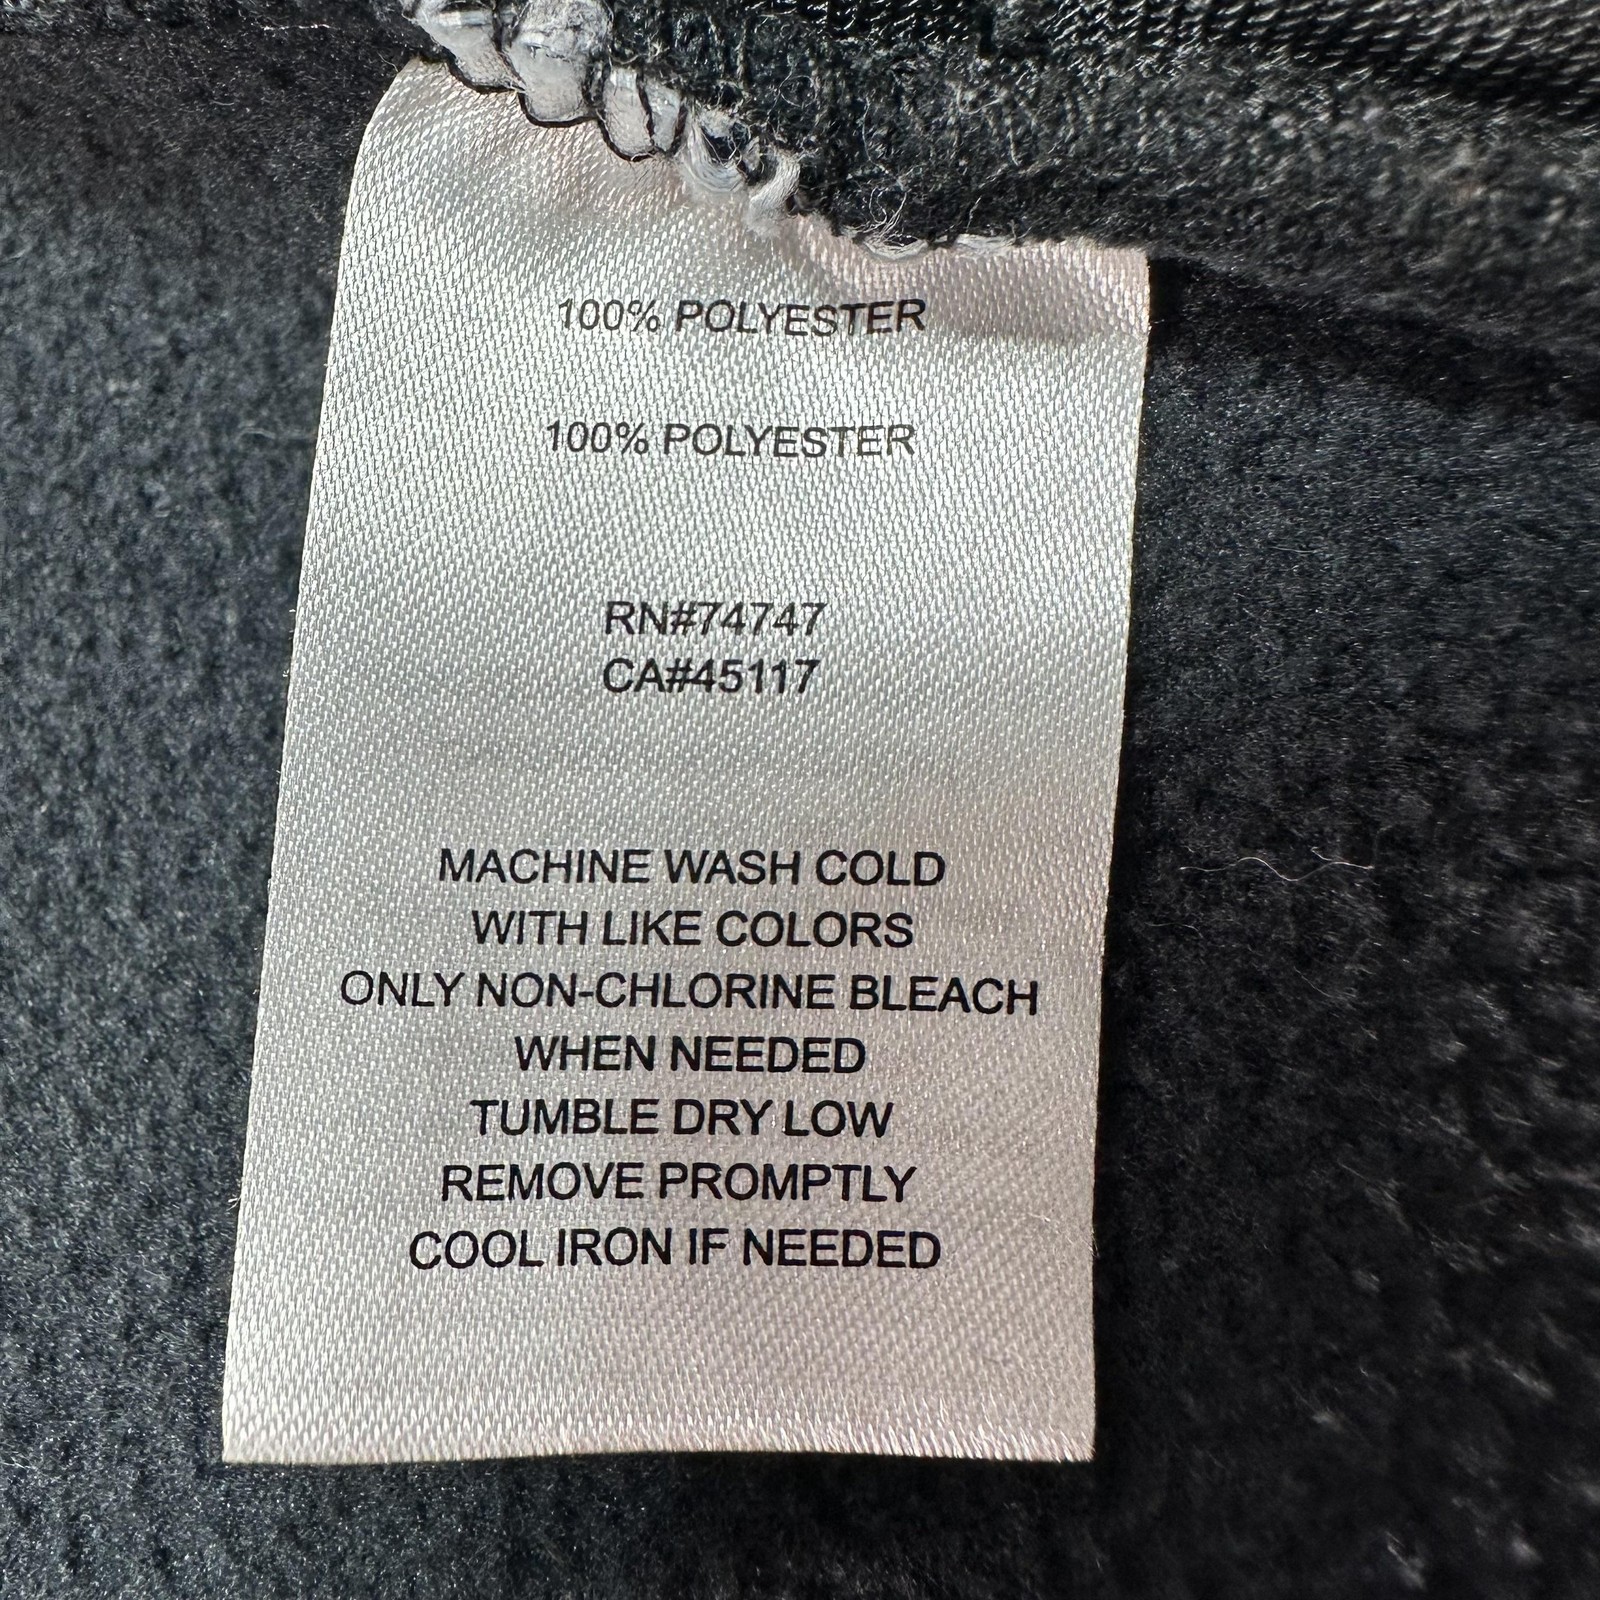 100% POLYESTER
100% POLYESTER
RN#74747
CA#45117
MACHINE WASH COLD
WITH LIKE COLORS
ONLY NON-CHLORINE BLEACH
WHEN NEEDED
TUMBLE DRY LOW
REMOVE PROMPTLY
COOL IRON IF NEEDED